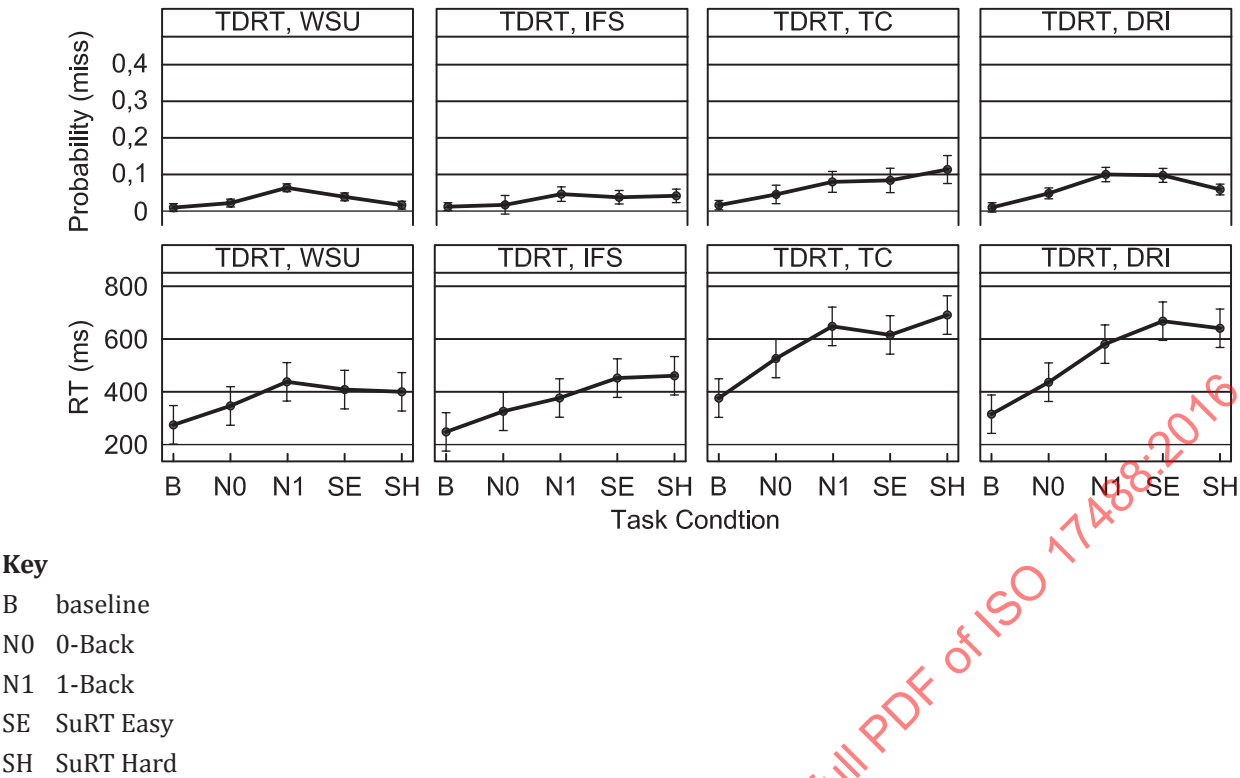 TDRT, WSU TDRT, IFS TDRT, TC TDRT, DRI
Probability (miss)
0,4
0,3
0,2
0,1
0
TDRT, WSU TDRT, IFS TDRT, TC TDRT, DRI
RT (ms)
800
600
400
200
B N0 N1 SE SH B N0 N1 SE SH B N0 N1 SE SH B N0 N1 SE SH
Task Condtion
Key
B baseline
N0 0-Back
N1 1-Back
SE SuRT Easy
SH SuRT Hard
full PDF of ISO 17488:2016